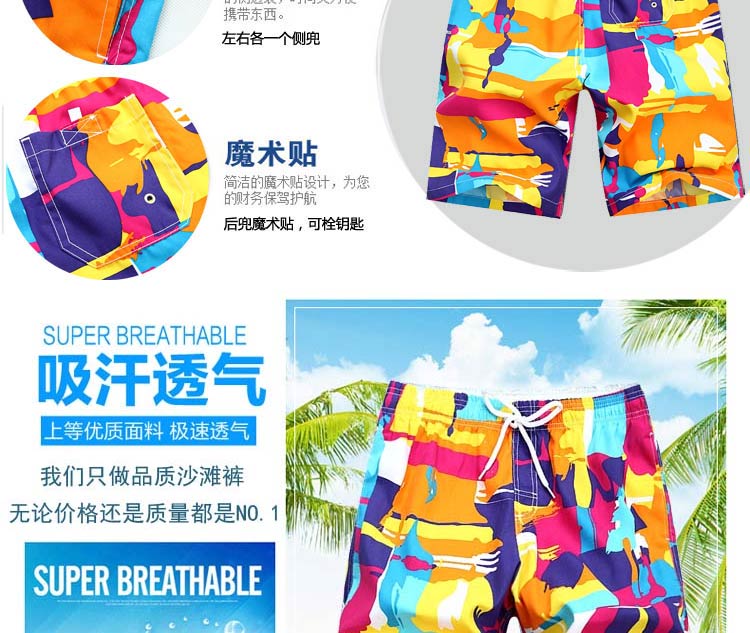 携带东西。
左右各一个侧兜
魔术贴
简洁的魔术贴设计，为您
的财务保驾护航
后兜魔术贴，可栓钥匙
SUPER BREATHABLE
吸汗透气
上等优质面料 极速透气
我们只做品质沙滩裤
无论价格还是质量都是NO.1
SUPER BREATHABLE